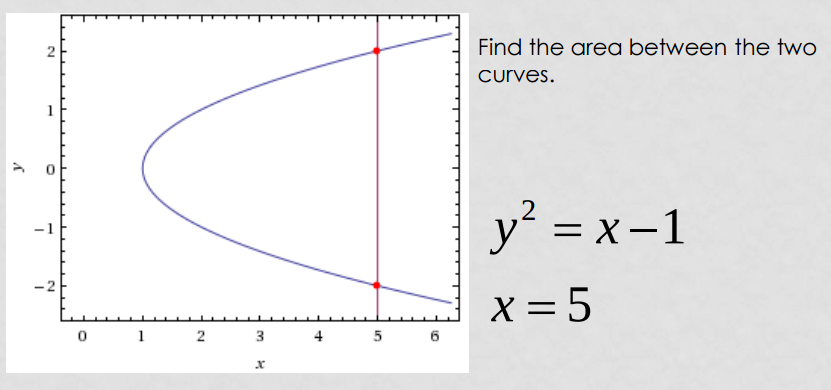 Find the area between the two
curves.
y² = x – 1
x = 5
2
1
0
–1
–2
y
0 1 2 3 4 5 6
x